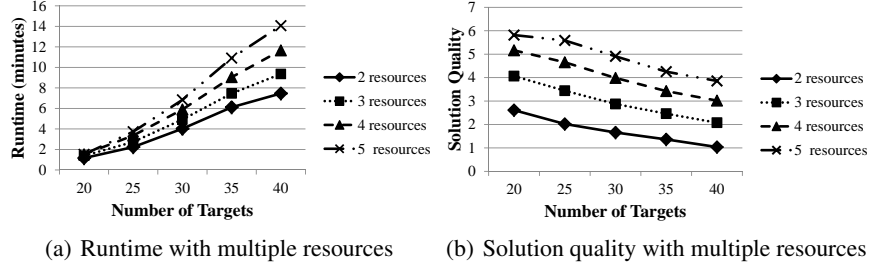 16
14
12
10
8
6
4
2
0
Runtime (minutes)
20 25 30 35 40
Number of Targets
2 resources
3 resources
4 resources
5 resources
(a) Runtime with multiple resources
7
6
5
4
3
2
1
0
Solution Quality
20 25 30 35 40
Number of Targets
2 resources
3 resources
4 resources
5 resources
(b) Solution quality with multiple resources